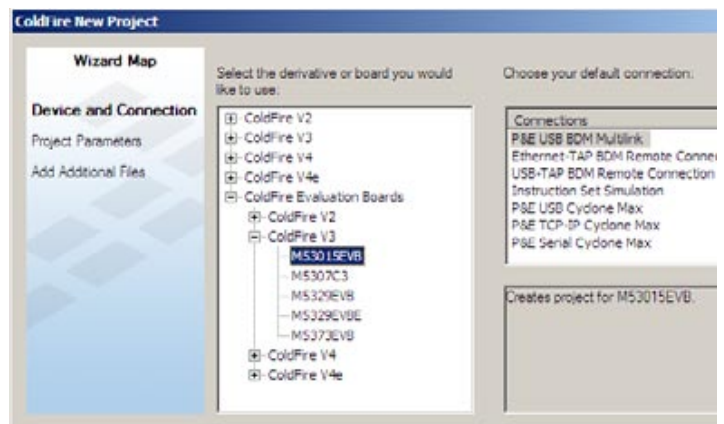 ColdFire New Project
Wizard Map
Device and Connection
Project Parameters
Add Additional Files
Select the derivative or board you would
like to use:
ColdFire V2
ColdFire V3
ColdFire V4
ColdFire V4e
ColdFire Evaluation Boards
ColdFire V2
ColdFire V3
M53015EVB
M5307C3
M5329EVB
M5329EVBE
M5373EVB
ColdFire V4
ColdFire V4e
Choose your default connection:
Connections
P&E USB BDM Multilink
Ethernet-TAP BDM Remote Connec
USB-TAP BDM Remote Connection
Instruction Set Simulation
P&E USB Cyclone Max
P&E TCP-IP Cyclone Max
P&E Serial Cyclone Max
Creates project for M53015EVB.